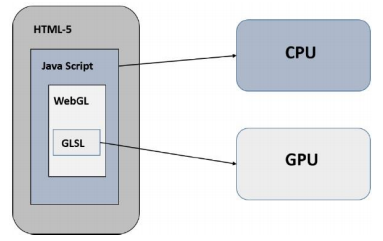 HTML-5
Java Script
WebGL
GLSL
CPU
GPU